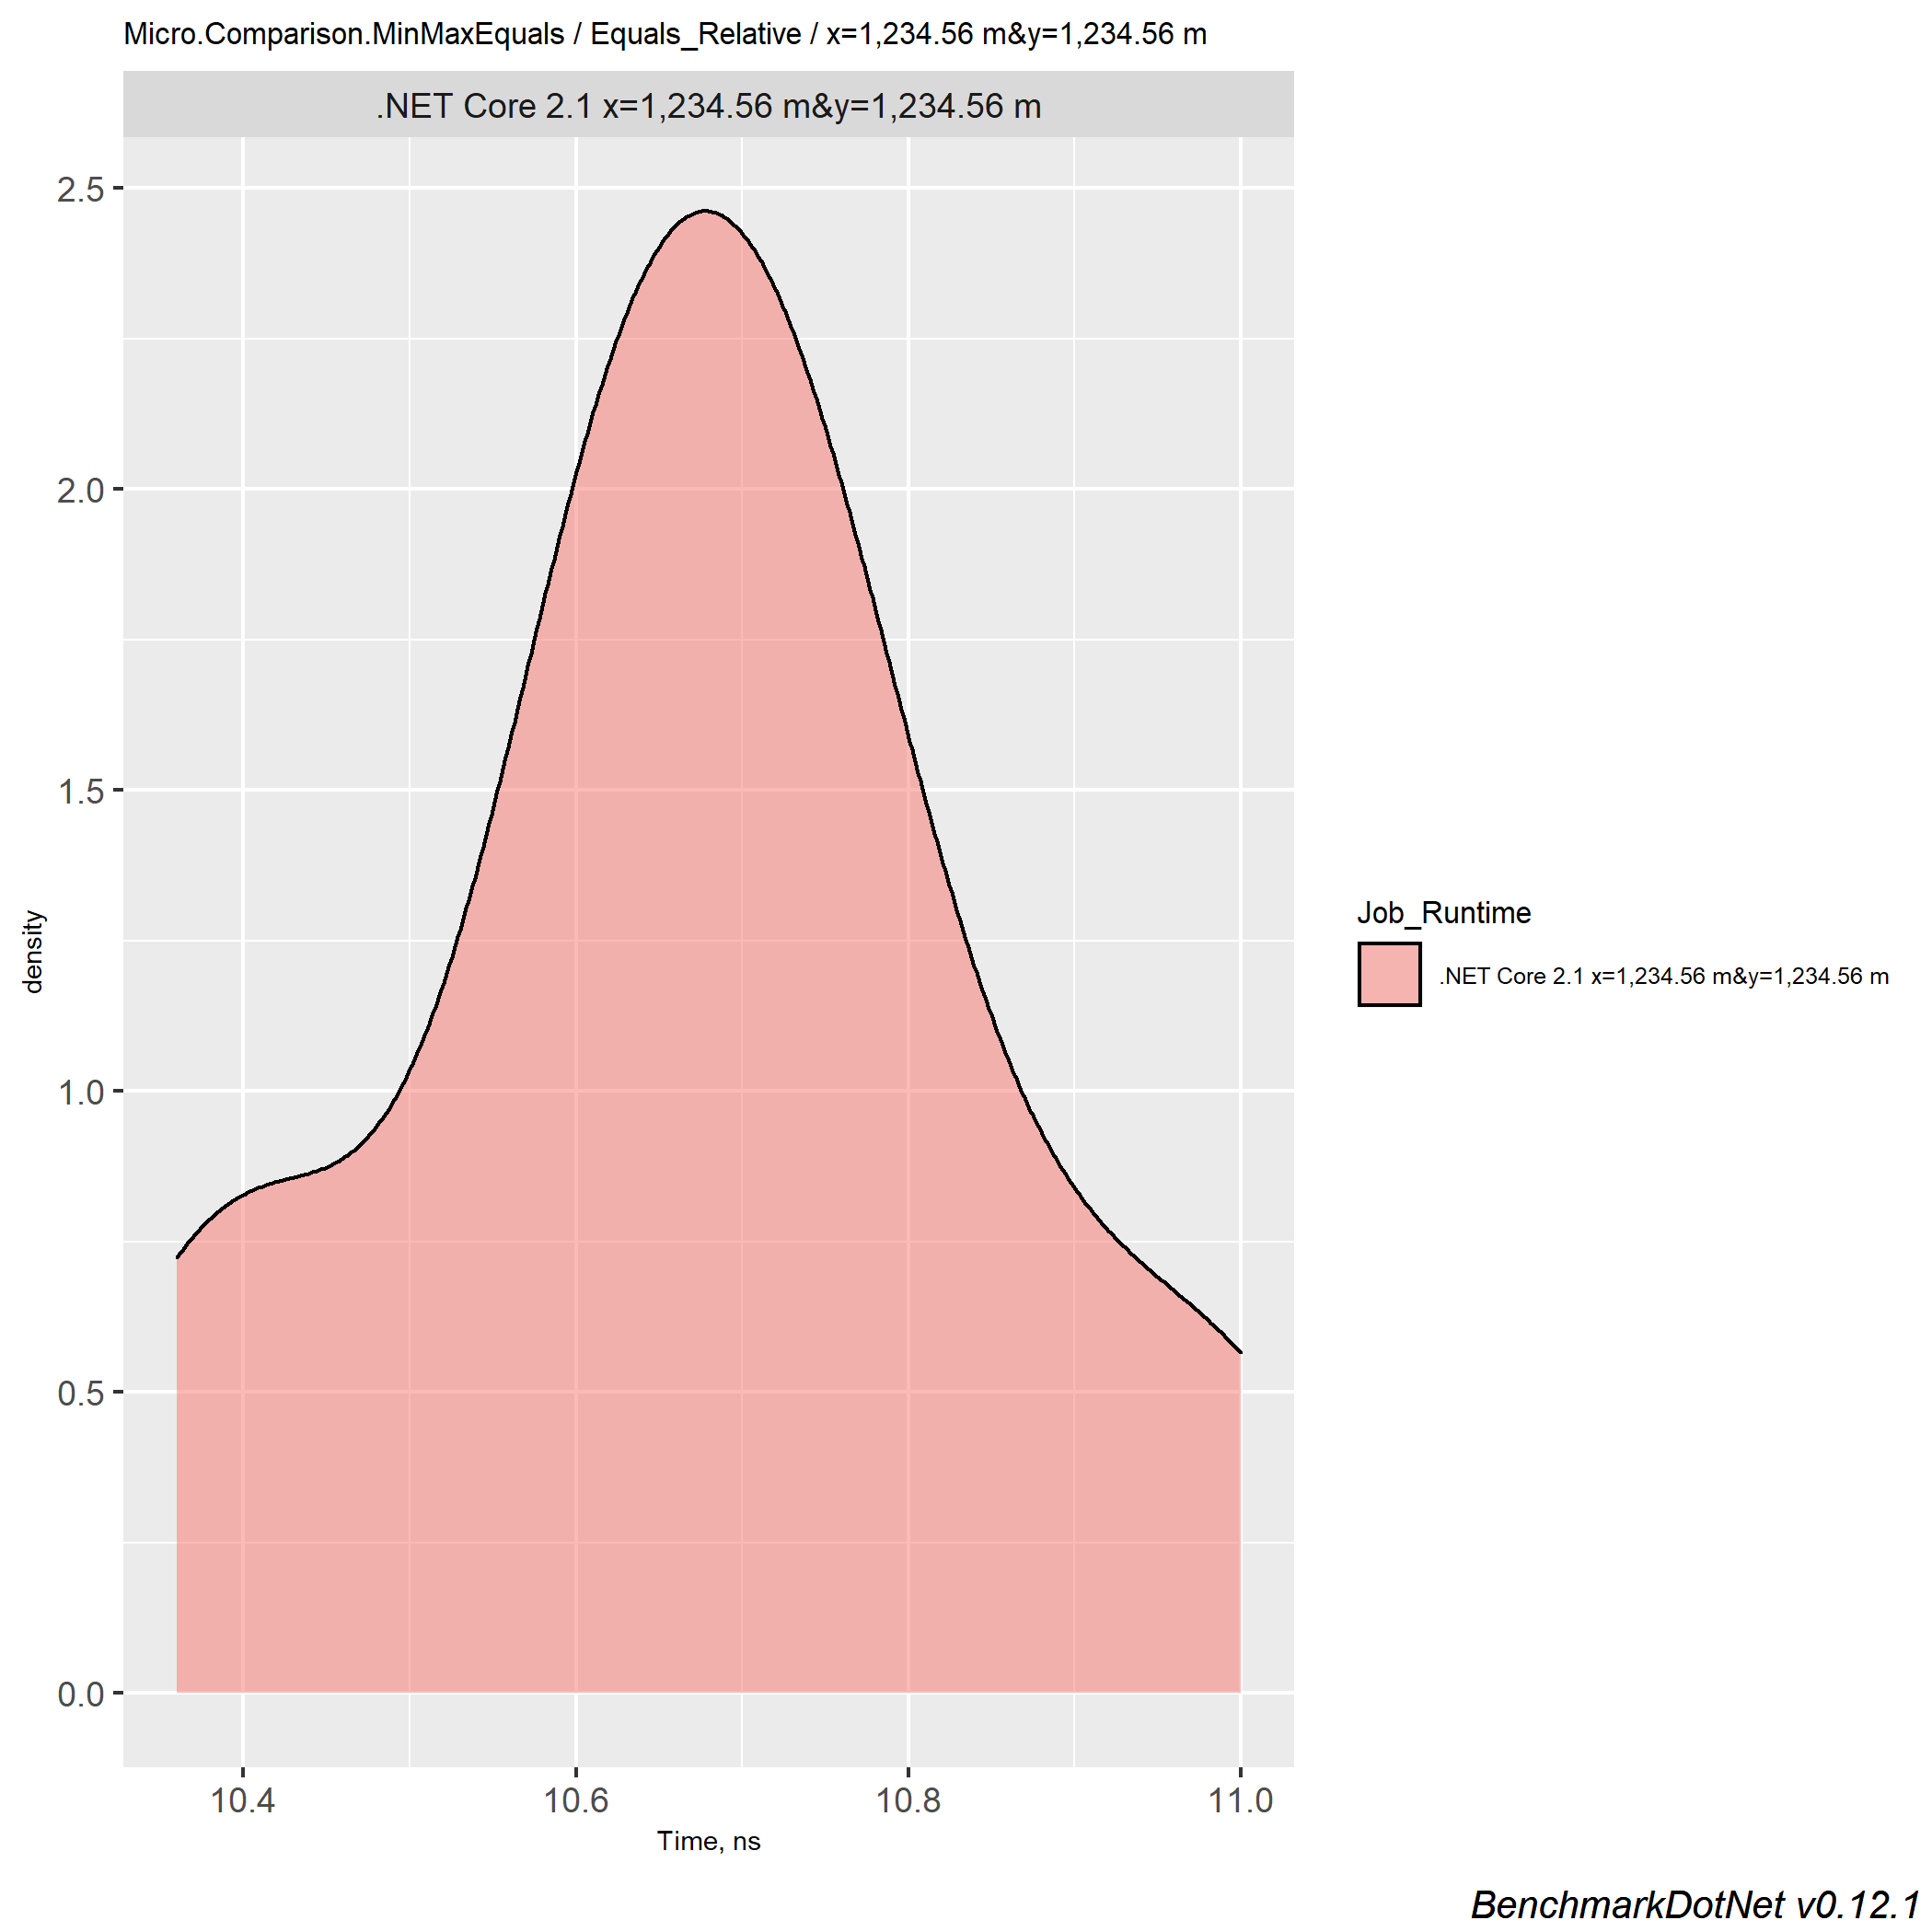 Micro.Comparison.MinMaxEquals / Equals_Relative / x=1,234.56 m&y=1,234.56 m
.NET Core 2.1 x=1,234.56 m&y=1,234.56 m
2.5
2.0
1.5
1.0
0.5
0.0
density
10.4 10.6 10.8 11.0
Time, ns
Job_Runtime
.NET Core 2.1 x=1,234.56 m&y=1,234.56 m
BenchmarkDotNet v0.12.1